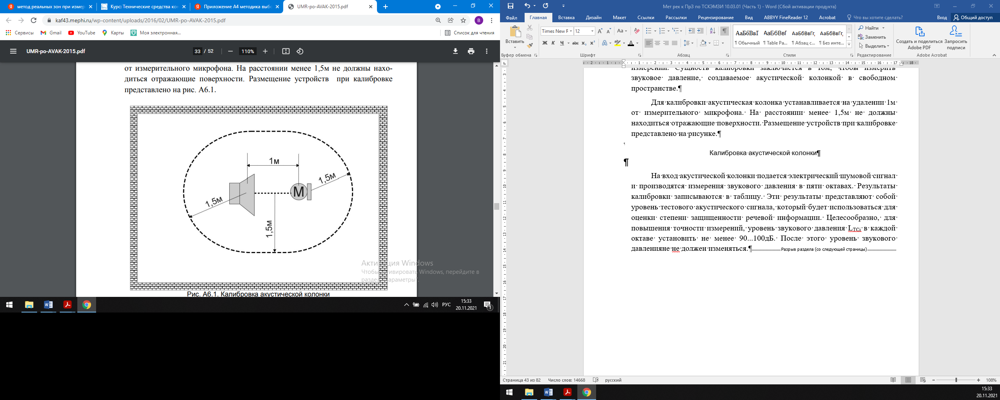 метод реальных зон при измер
Курс: Технические средства кон
Приложение А4 методика выбо
UMR-po-AVAK-2015.pdf
kaf43.mephi.ru/wp-content/uploads/2016/02/UMR-po-AVAK-2015.pdf
В
Сервисы
Gmail
YouTube
Карты
Моя электронная...
Список для чтения
UMR-po-AVAK-2015.pdf
33 / 52
110%
от измерительного микрофона. На расстоянии менее 1,5м не должны нахо-
диться отражающие поверхности. Размещение устройств при калибровке
представлено на рис. А6.1.
1м
1,5м
М
1,5м
1,5м
Активация Windows
Чтобы активировать Windows, перейдите в
раздел "Параметры".
Рис. А6.1. Калибровка акустической колонки
РУС
15:33
20.11.2021
1
Мет рек к Пр3 по ТСКЭМЗИ 10.03.01 (Часть 1) - Word (Сбой активации продукта)
Файл
Главная
Вставка
Дизайн
Макет
Ссылки
Рассылки
Рецензирование
Вид
ABBYY FineReader 12
Acrobat
Что вы хотите сделать?
Вход
Общий доступ
Вставить
Буфер обмена
Times New R
12
Ж К Ч abc x₂ x²
Шрифт
Абзац
АаБбВвІ
¶ Обычный
АаБбВвГ
¶ Table Pa...
АаБбВвГг,
¶ Абзац с...
АаБбВвГг,
¶ Без инте...
Стили
Найти
Заменить
Выделить
Редактирование
Создать и поделиться
Adobe PDF
Запросить
подписи
Adobe Acrobat
измерений. Сущность калибровки заключается в том, чтобы измерить
звуковое давление, создаваемое акустической колонкой в свободном
пространстве.¶
Для калибровки акустическая колонка устанавливается на удалении 1м
от измерительного микрофона. На расстоянии менее 1,5м не должны
находиться отражающие поверхности. Размещение устройств при калибровке
представлено на рисунке.¶
¶
Калибровка акустической колонки¶
¶
На вход акустической колонки подается электрический шумовой сигнал
и производятся измерения звукового давления в пяти октавах. Результаты
калибровки записываются в таблицу. Эти результаты представляют собой
уровень тестового акустического сигнала, который будет использоваться для
оценки степени защищенности речевой информации. Целесообразно, для
повышения точности измерений, уровень звукового давления LТСi в каждой
октаве установить не менее 90...100дБ. После этого уровень звукового
давленияне не должен изменяться.¶ Разрыв раздела (со следующей страницы)
Страница 43 из 82
Число слов: 14668
русский
108%
15:33
20.11.2021